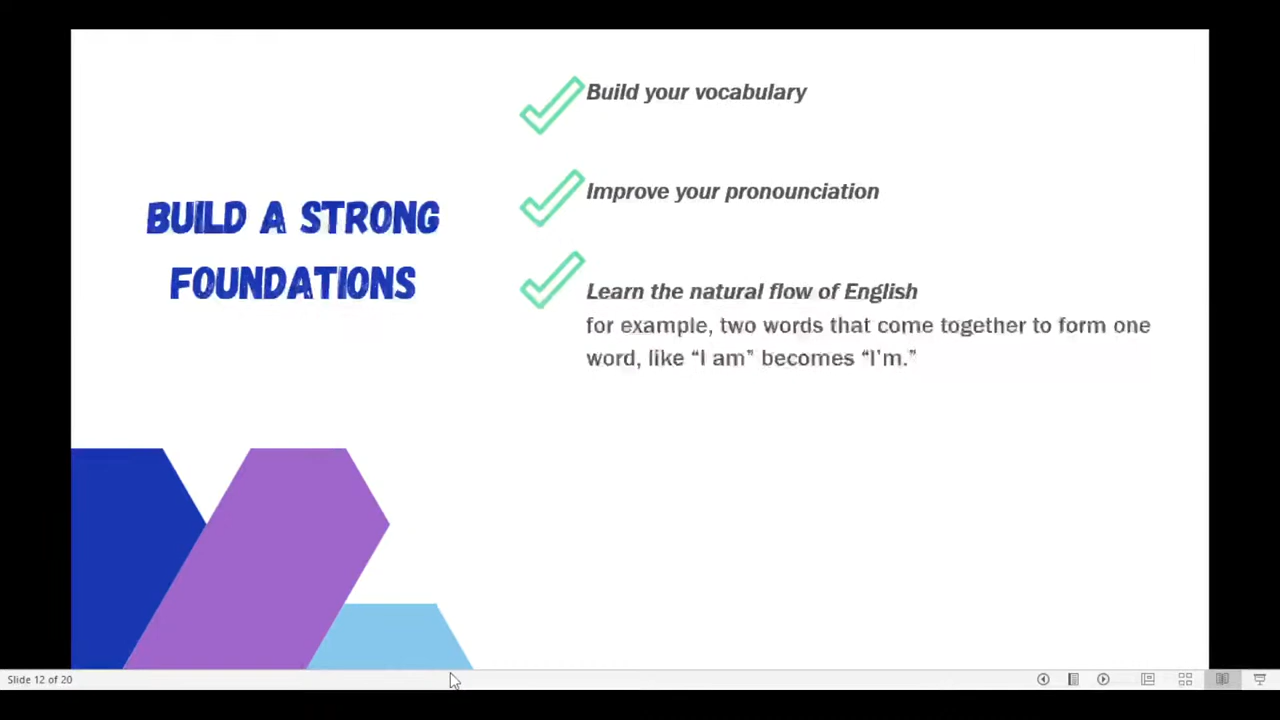 BUILD A STRONG
FOUNDATIONS
Build your vocabulary
Improve your pronounciation
Learn the natural flow of English
for example, two words that come together to form one
word, like “I am” becomes “I’m.”
Slide 12 of 20